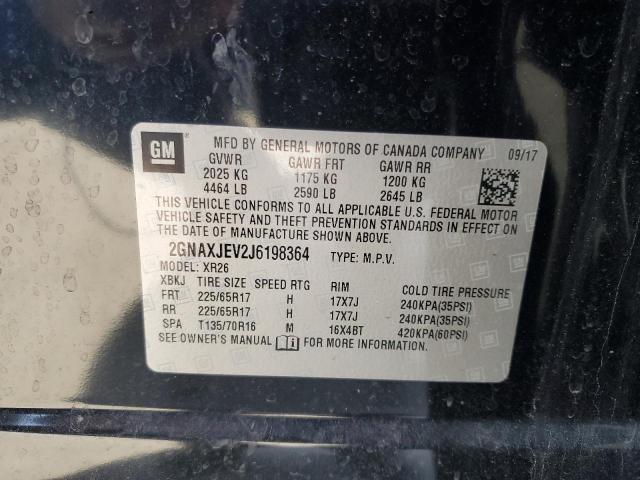 GM
MFD BY GENERAL MOTORS OF CANADA COMPANY 09/17
GVWR GAWR FRT GAWR RR
2025 KG 1175 KG 1200 KG
4464 LB 2590 LB 2645 LB
THIS VEHICLE CONFORMS TO ALL APPLICABLE U.S. FEDERAL MOTOR
VEHICLE SAFETY AND THEFT PREVENTION STANDARDS IN EFFECT ON
THE DATE OF MANUFACTURE SHOWN ABOVE.
2GNAXJEV2J6198364 TYPE: M.P.V.
MODEL: XR26
XBKJ TIRE SIZE SPEED RTG RIM COLD TIRE PRESSURE
FRT 225/65R17 H 17X7J 240KPA(35PSI)
RR 225/65R17 H 17X7J 240KPA(35PSI)
SPA T135/70R16 M 16X4BT 420KPA(60PSI)
SEE OWNER'S MANUAL FOR MORE INFORMATION.